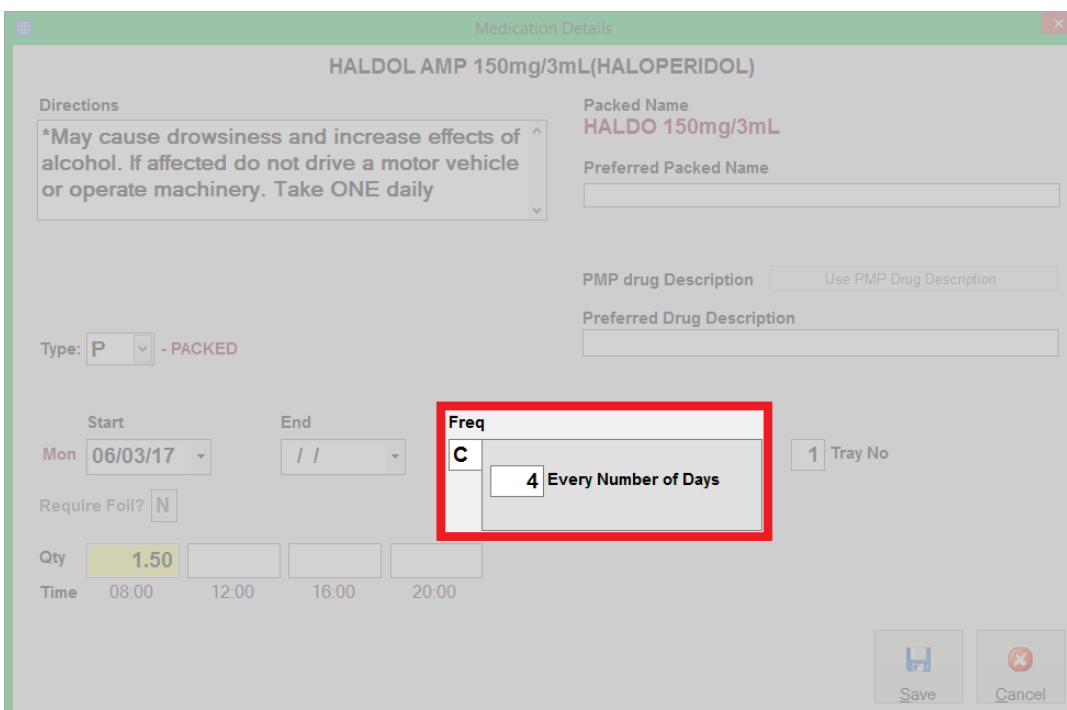 Medication Details
HALDOL AMP 150mg/3mL(HALOPERIDOL)
Directions
*May cause drowsiness and increase effects of
alcohol. If affected do not drive a motor vehicle
or operate machinery. Take ONE daily
Packed Name
HALDO 150mg/3mL
Preferred Packed Name
PMP drug Description
Use PMP Drug Description
Preferred Drug Description
Type: P - PACKED
Start
End
Freq
Mon 06/03/17
/ /
C
4 Every Number of Days
1 Tray No
Require Foil? N
Qty 1.50
Time 08:00 12:00 16:00 20:00
Save
Cancel